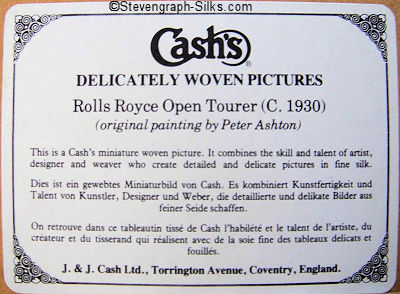 ©Stevengraph-Silks.com
Cash's®
DELICATELY WOVEN PICTURES
Rolls Royce Open Tourer (C. 1930)
(original painting by Peter Ashton)
This is a Cash's miniature woven picture. It combines the skill and talent of artist,
designer and weaver who create detailed and delicate pictures in fine silk.
Dies ist ein gewebtes Miniaturbild von Cash. Es kombiniert Kunstfertigkeit und
Talent von Kunstler, Designer und Weber, die detaillierte und delikate Bilder aus
feiner Seide schaffen.
On retrouve dans ce tableautin tissé de Cash l'habilété et le talent de l'artiste, du
créateur et du tisserand qui réalisent avec de la soie fine des tableaux delicats et
fouillés.
J. & J. Cash Ltd., Torrington Avenue, Coventry, England.